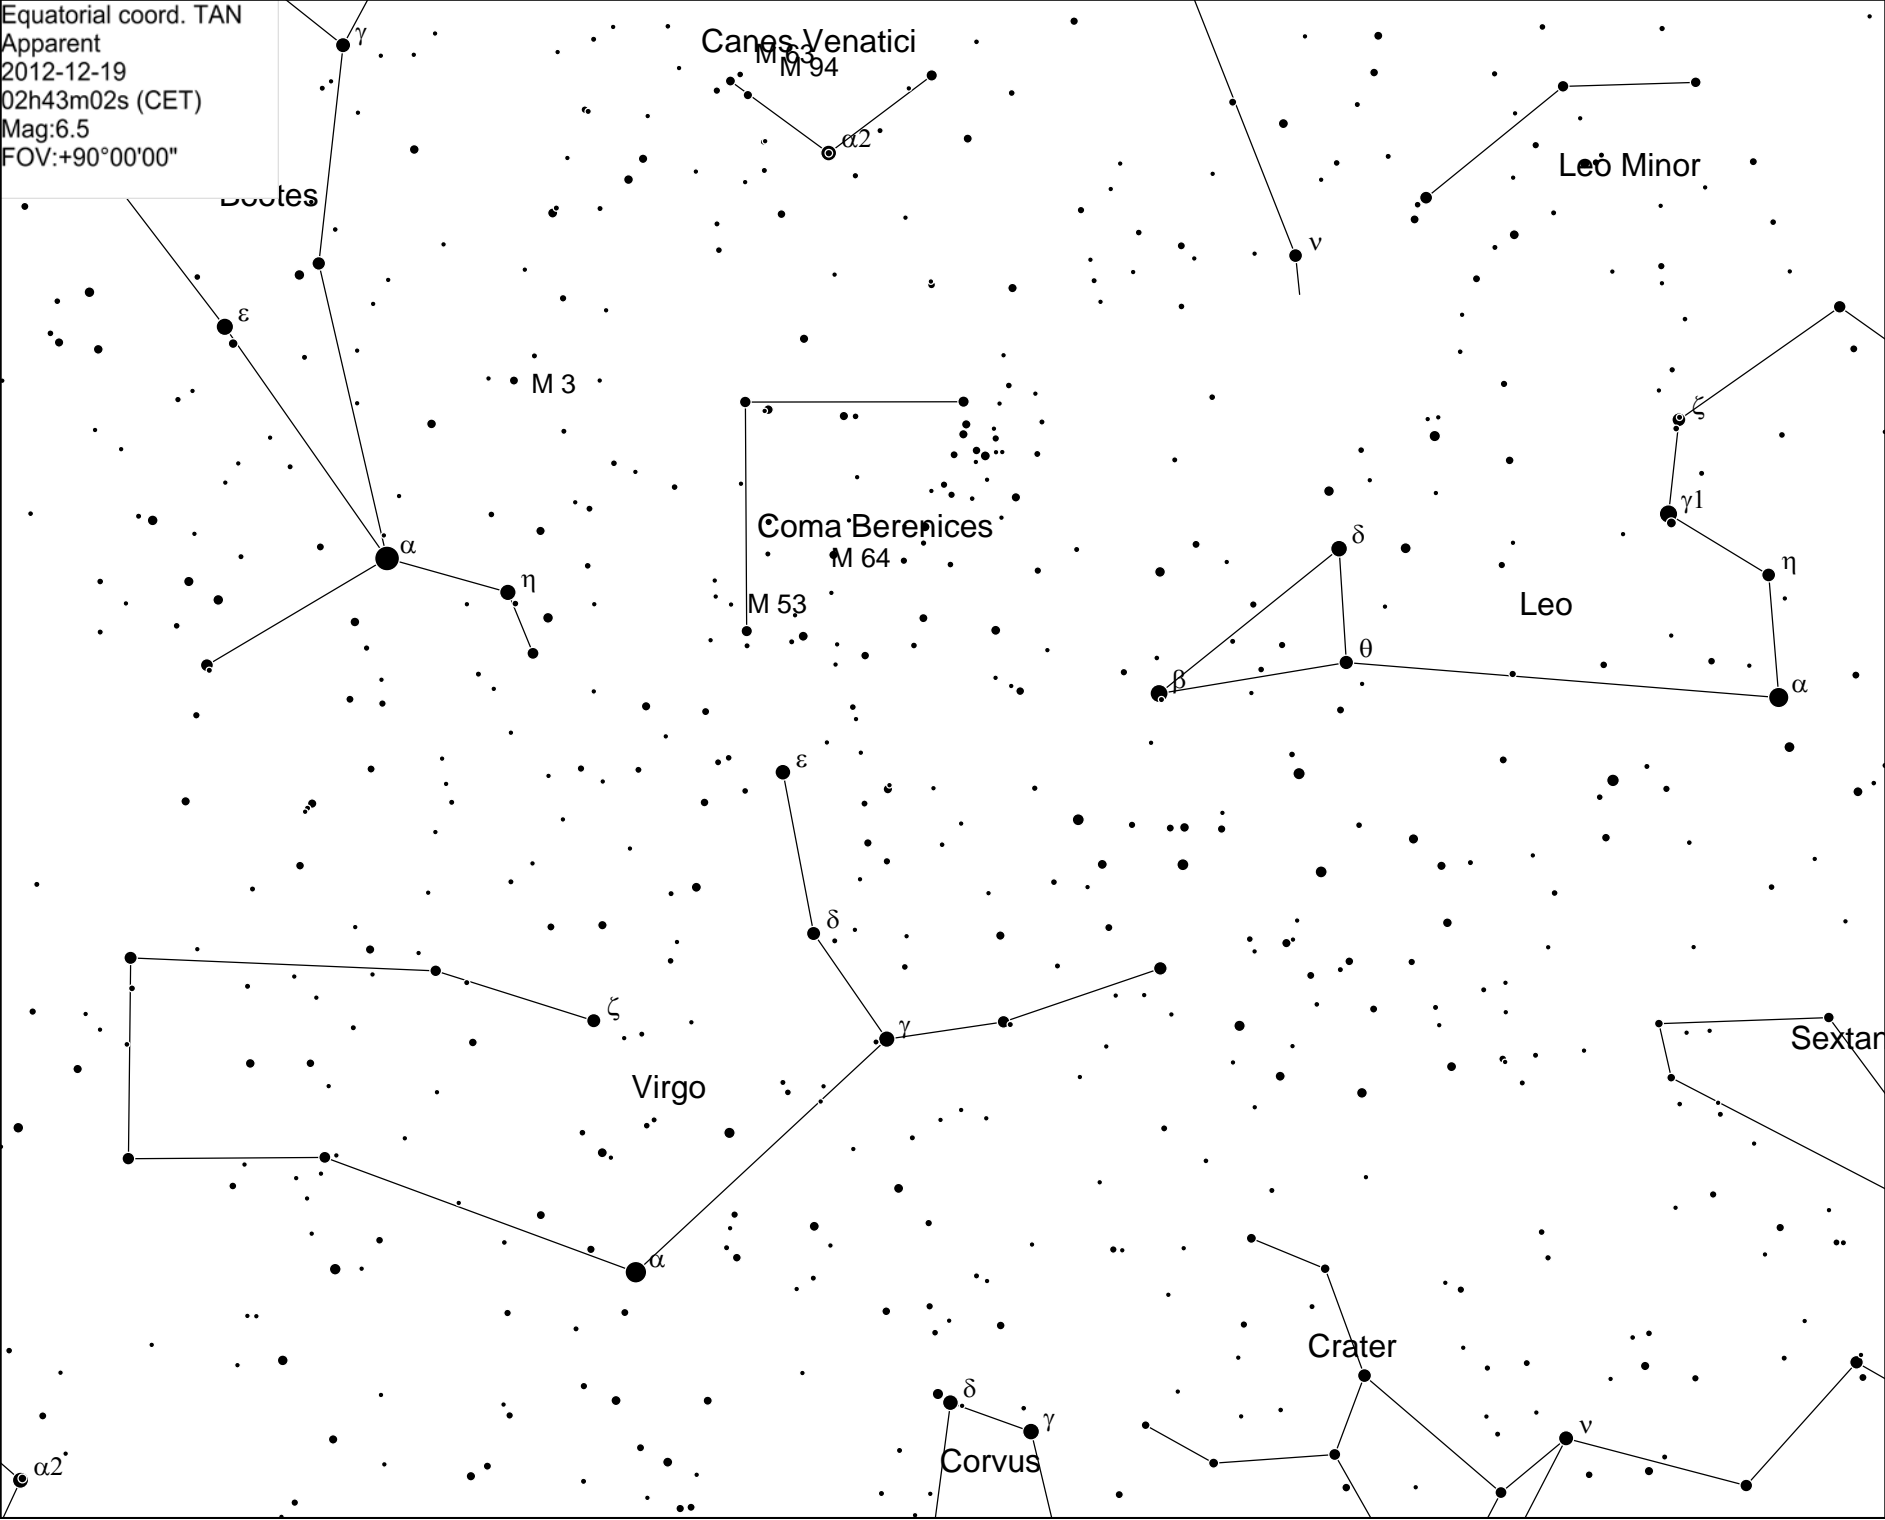 Equatorial coord. TAN
Apparent
2012-12-19
02h43m02s (CET)
Mag:6.5
FOV:+90°00'00"
γ
Canes Venatici
M 63
M 94
α2
Leo Minor
Bootes
ν
ε
M 3
ζ
γ1
Coma Berenices
α
δ
M 64
η
η
M 53
Leo
θ
β
α
ε
δ
ζ
γ
Sextan
Virgo
α
Crater
δ
γ
ν
Corvus
α2